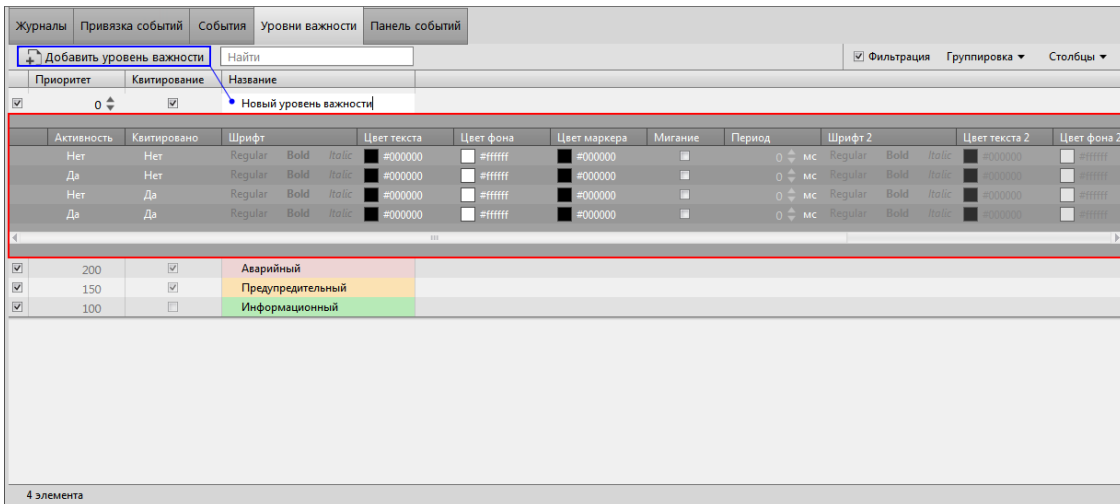 Журналы Привязка событий События Уровни важности Панель событий
Добавить уровень важности Найти Фильтрация Группировка Столбцы
Приоритет Квитирование Название
0 Новый уровень важности
Активность Квитировано Шрифт Цвет текста Цвет фона Цвет маркера Мигание Период Шрифт 2 Цвет текста 2 Цвет фона 2
Нет Нет Regular Bold Italic #000000 #ffffff #000000 0 мс Regular Bold Italic #000000 #ffffff
Да Нет Regular Bold Italic #000000 #ffffff #000000 0 мс Regular Bold Italic #000000 #ffffff
Нет Да Regular Bold Italic #000000 #ffffff #000000 0 мс Regular Bold Italic #000000 #ffffff
Да Да Regular Bold Italic #000000 #ffffff #000000 0 мс Regular Bold Italic #000000 #ffffff
200 Аварийный
150 Предупредительный
100 Информационный
4 элемента